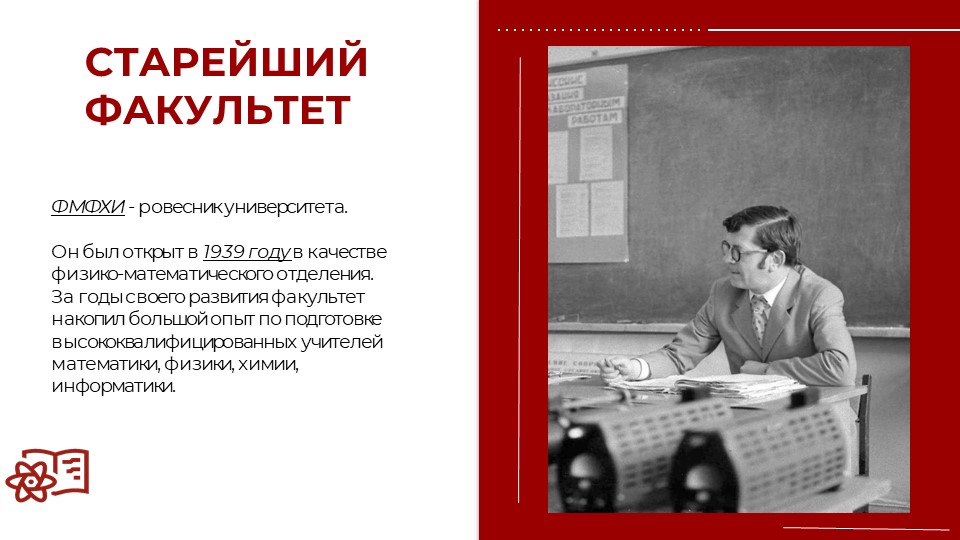 СТАРЕЙШИЙ
ФАКУЛЬТЕТ
ФМФХИ - ровесник университета.
Он был открыт в 1939 году в качестве
физико-математического отделения.
За годы своего развития факультет
накопил большой опыт по подготовке
высококвалифицированных учителей
математики, физики, химии,
информатики.
ЛАБОРАТОРНЫМ
РАБОТАМ